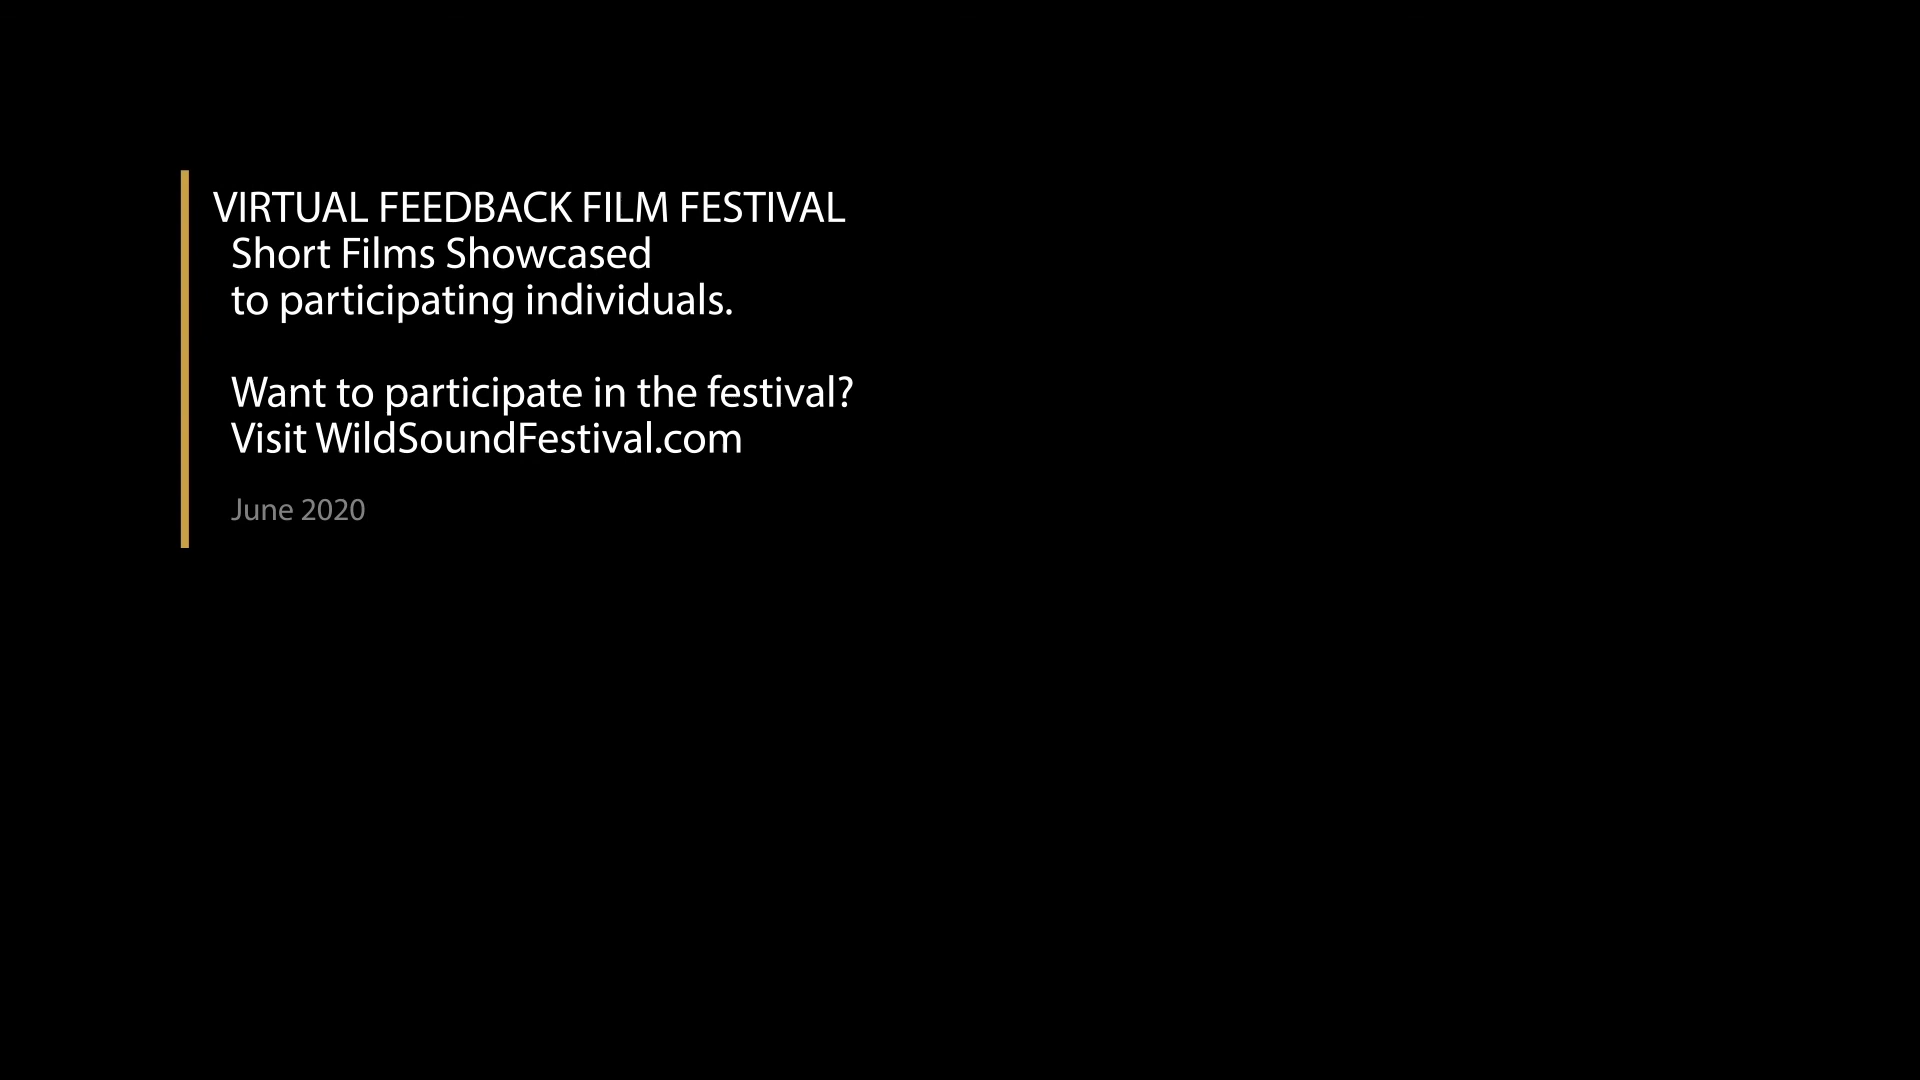 VIRTUAL FEEDBACK FILM FESTIVAL
Short Films Showcased
to participating individuals.
Want to participate in the festival?
Visit WildSoundFestival.com
June 2020